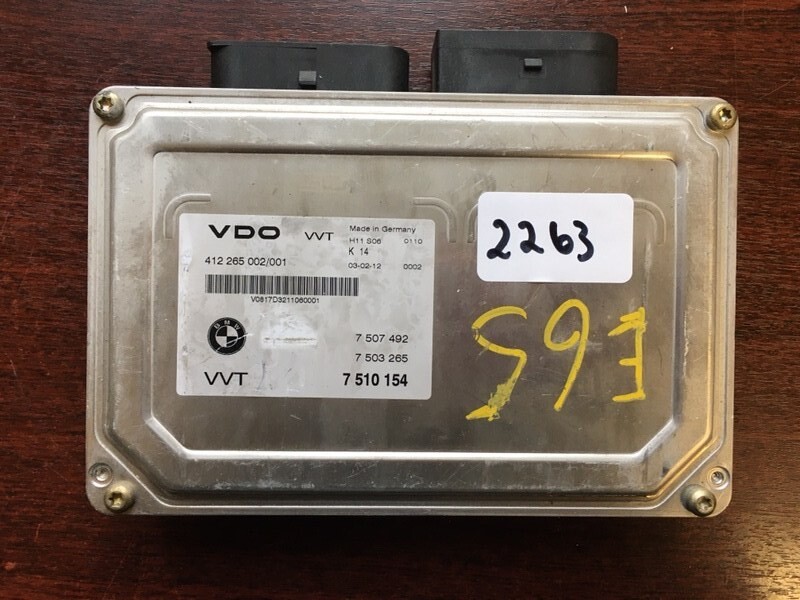 VDO VVT
Made in Germany
H11 S06 0110
K 14
03-02-12 0002
412 265 002/001
V0817D3211060001
BMW
7 507 492
7 503 265
VVT 7 510 154
2263
E65